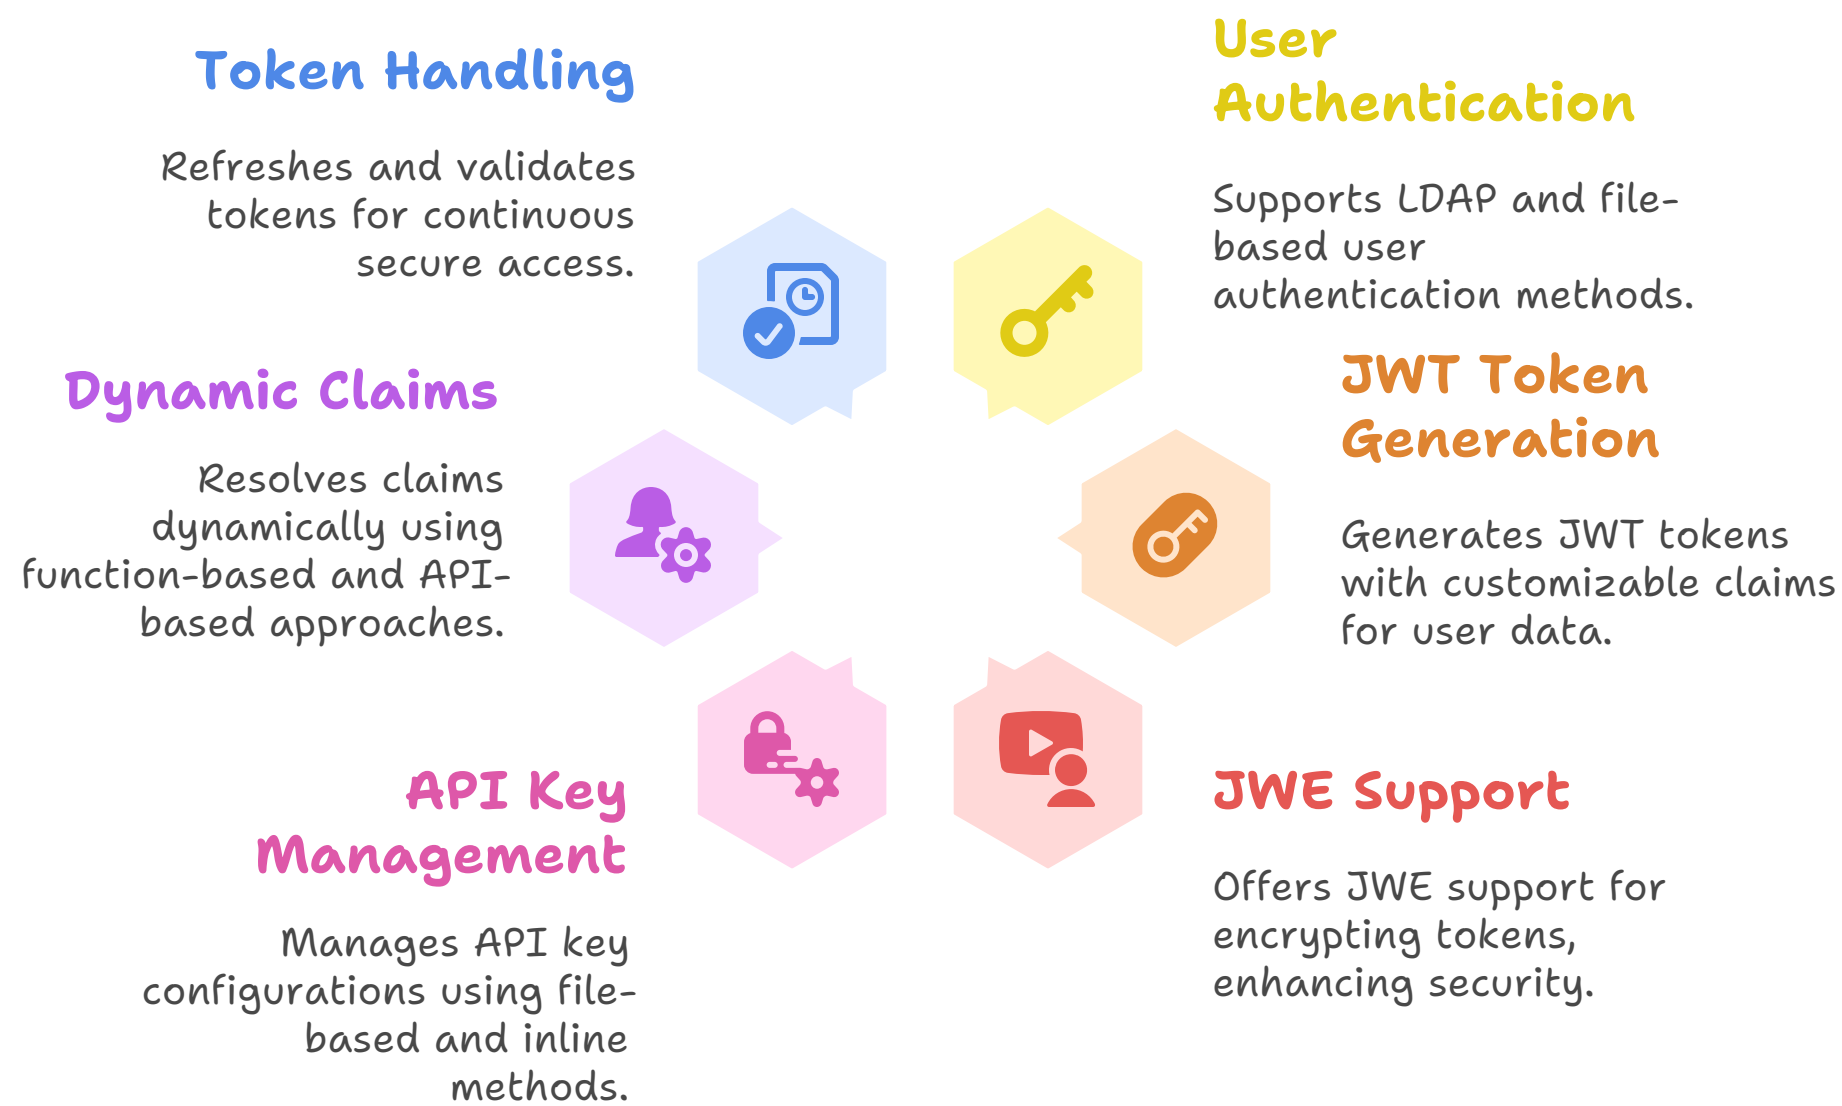 Token Handling
Refreshes and validates
tokens for continuous
secure access.
User
Authentication
Supports LDAP and file-
based user
authentication methods.
Dynamic Claims
Resolves claims
dynamically using
function-based and API-
based approaches.
JWT Token
Generation
Generates JWT tokens
with customizable claims
for user data.
API Key
Management
Manages API key
configurations using file-
based and inline
methods.
JWE Support
Offers JWE support for
encrypting tokens,
enhancing security.